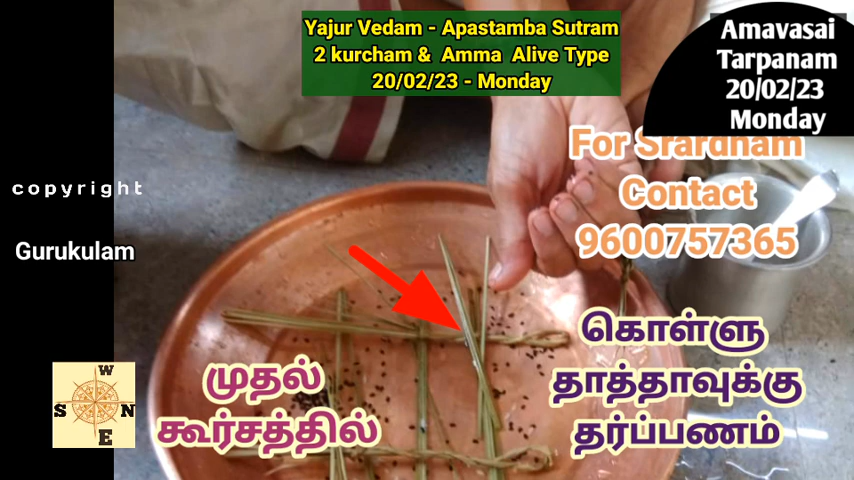 Yajur Vedam - Apastamba Sutram
2 kurcham & Amma Alive Type
20/02/23 - Monday
Amavasai
Tarpanam
20/02/23
Monday
For Srardham
Contact
9600757365
copyright
Gurukulam
W
S N
E
முதல்
கூர்சத்தில்
கொள்ளு
தாத்தாவுக்கு
தர்ப்பணம்